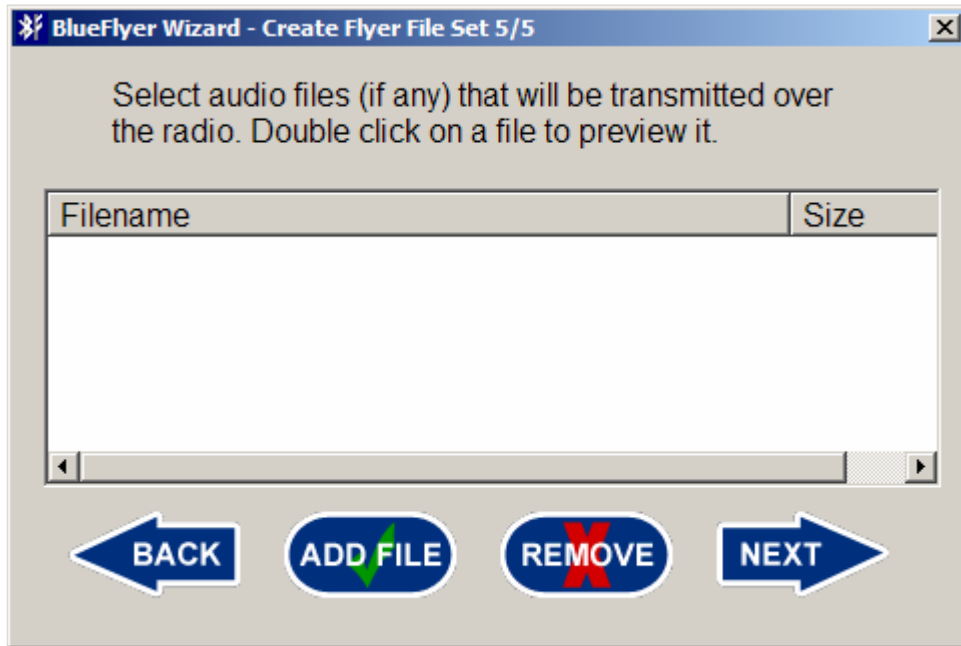 BlueFlyer Wizard - Create Flyer File Set 5/5
Select audio files (if any) that will be transmitted over
the radio. Double click on a file to preview it.
Filename Size
BACK ADD FILE REMOVE NEXT